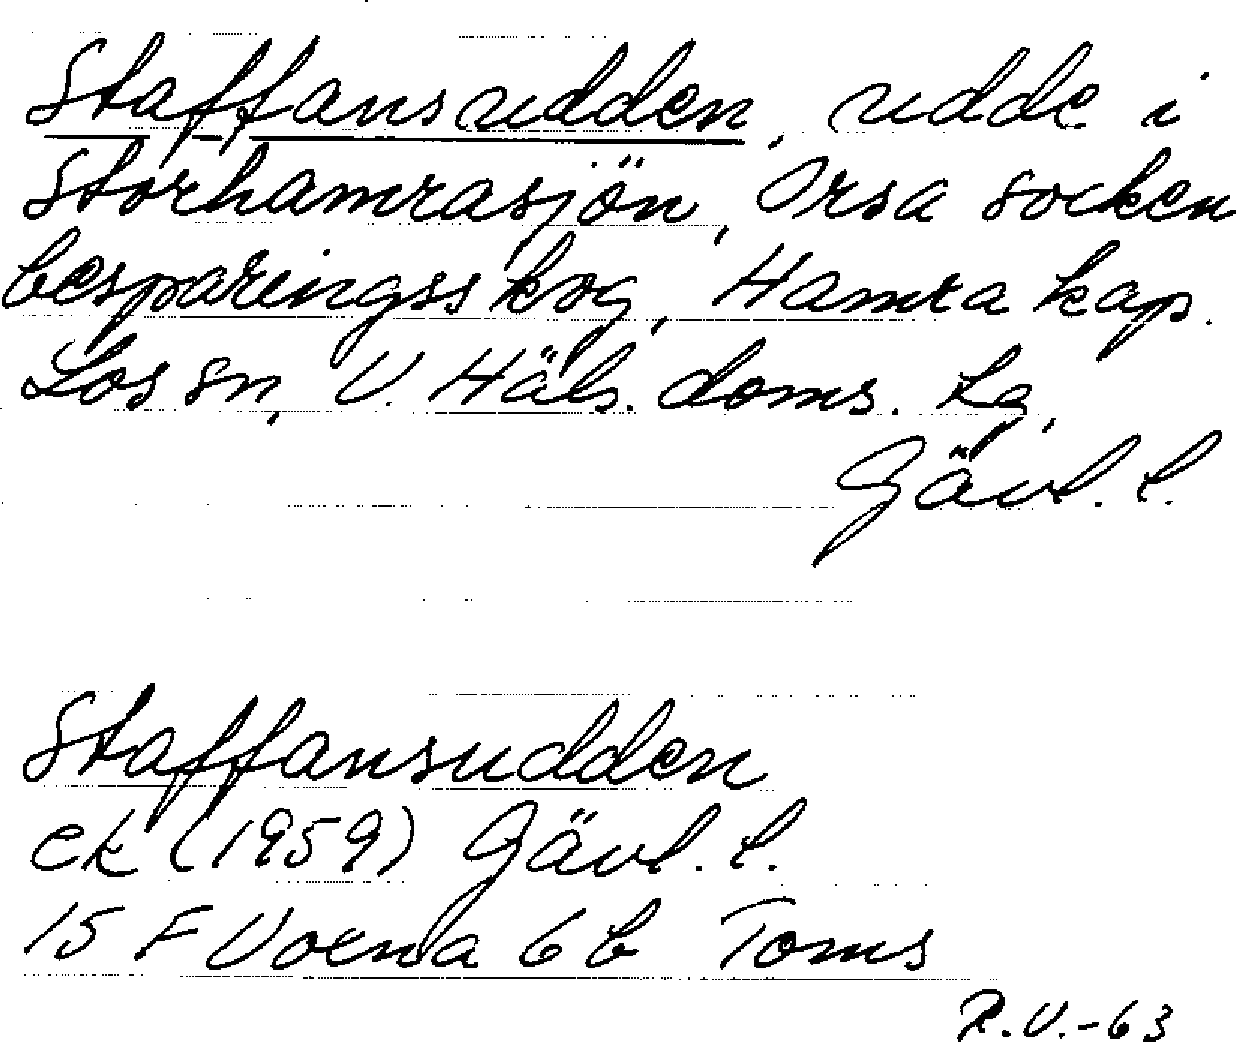 Staffansudden, udde i
Storhamrasjön, Orsa socken
besparingsskog, Hamra kap.
Los sn, V. Häls. doms. Lg,
Gävl. l.
Staffansudden
ek (1959) Gävl. l.
15 F Voxna 6 b Toms
R.V.-63